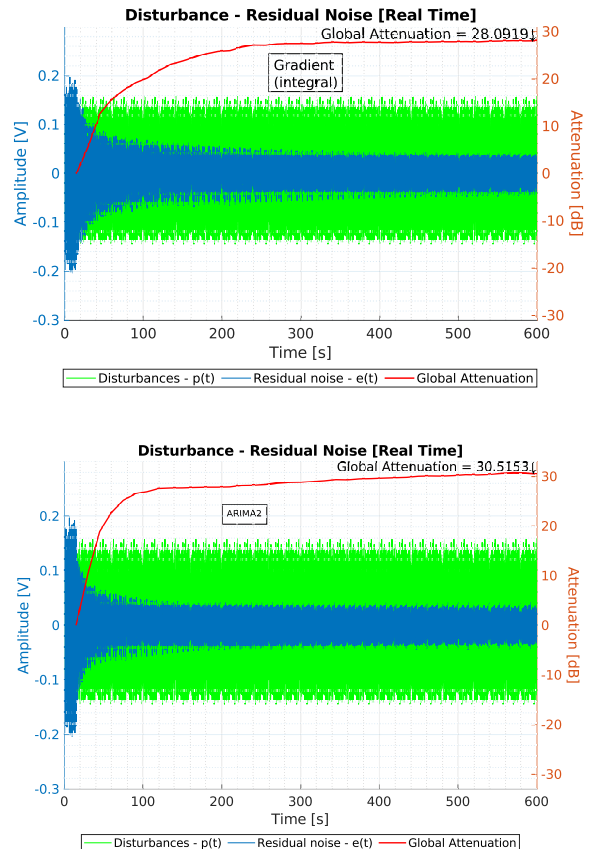 Disturbance - Residual Noise [Real Time]
Global Attenuation = 28.0919
Gradient
(integral)
Amplitude [V]
0.2
0.1
0
-0.1
-0.2
-0.3
30
20
10
0
-10
-20
-30
Attenuation [dB]
0 100 200 300 400 500 600
Time [s]
Disturbances - p(t) Residual noise - e(t) Global Attenuation
Disturbance - Residual Noise [Real Time]
Global Attenuation = 30.5153
ARIMA2
Amplitude [V]
0.2
0.1
0
-0.1
-0.2
-0.3
30
20
10
0
-10
-20
-30
Attenuation [dB]
0 100 200 300 400 500 600
Time [s]
Disturbances - p(t) Residual noise - e(t) Global Attenuation